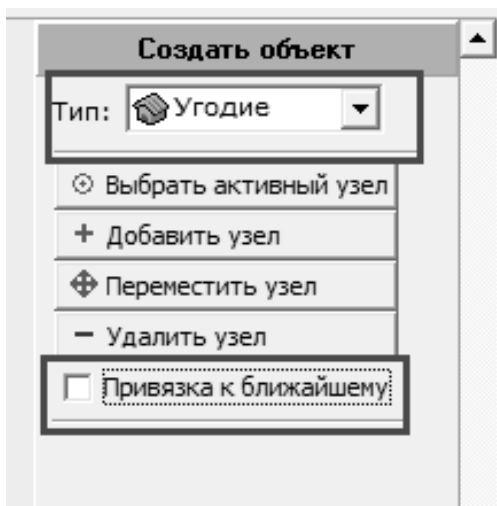 Создать объект
Тип: Угодие
Выбрать активный узел
Добавить узел
Переместить узел
Удалить узел
Привязка к ближайшему